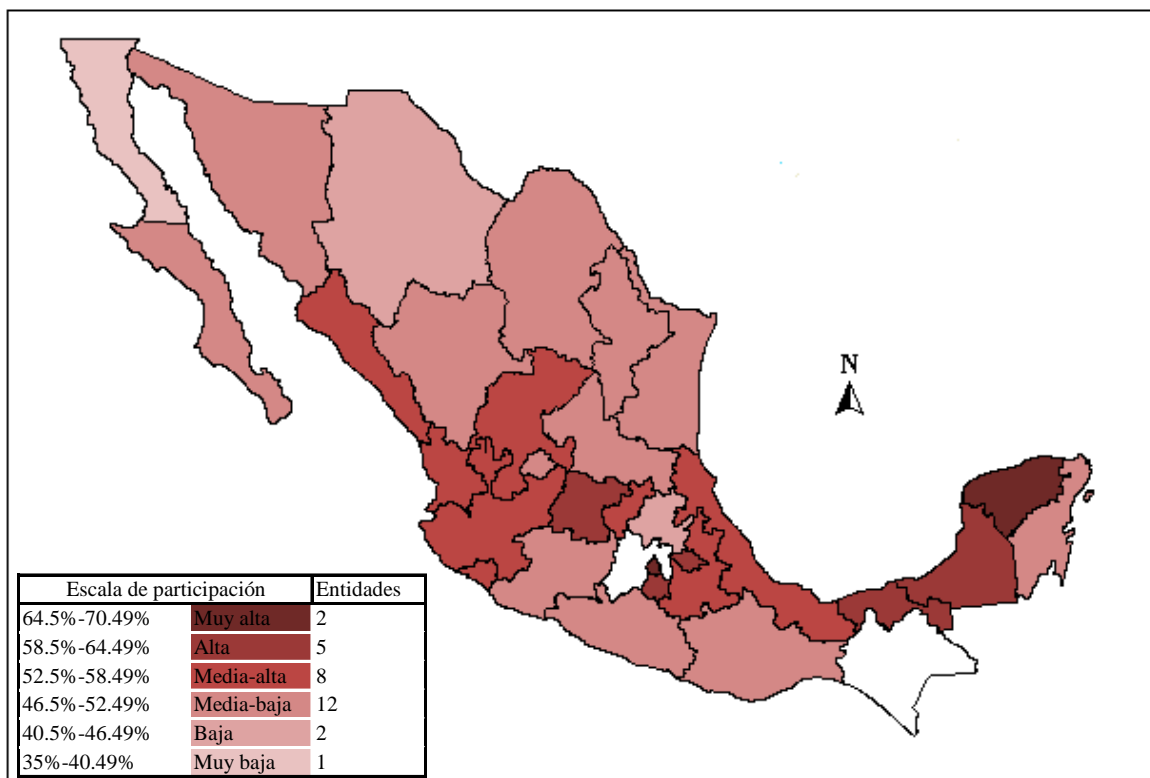 N
Escala de participación Entidades
64.5%-70.49% Muy alta 2
58.5%-64.49% Alta 5
52.5%-58.49% Media-alta 8
46.5%-52.49% Media-baja 12
40.5%-46.49% Baja 2
35%-40.49% Muy baja 1